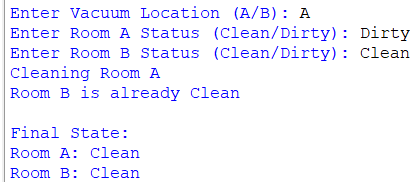 Enter Vacuum Location (A/B): A
Enter Room A Status (Clean/Dirty): Dirty
Enter Room B Status (Clean/Dirty): Clean
Cleaning Room A
Room B is already Clean

Final State:
Room A: Clean
Room B: Clean